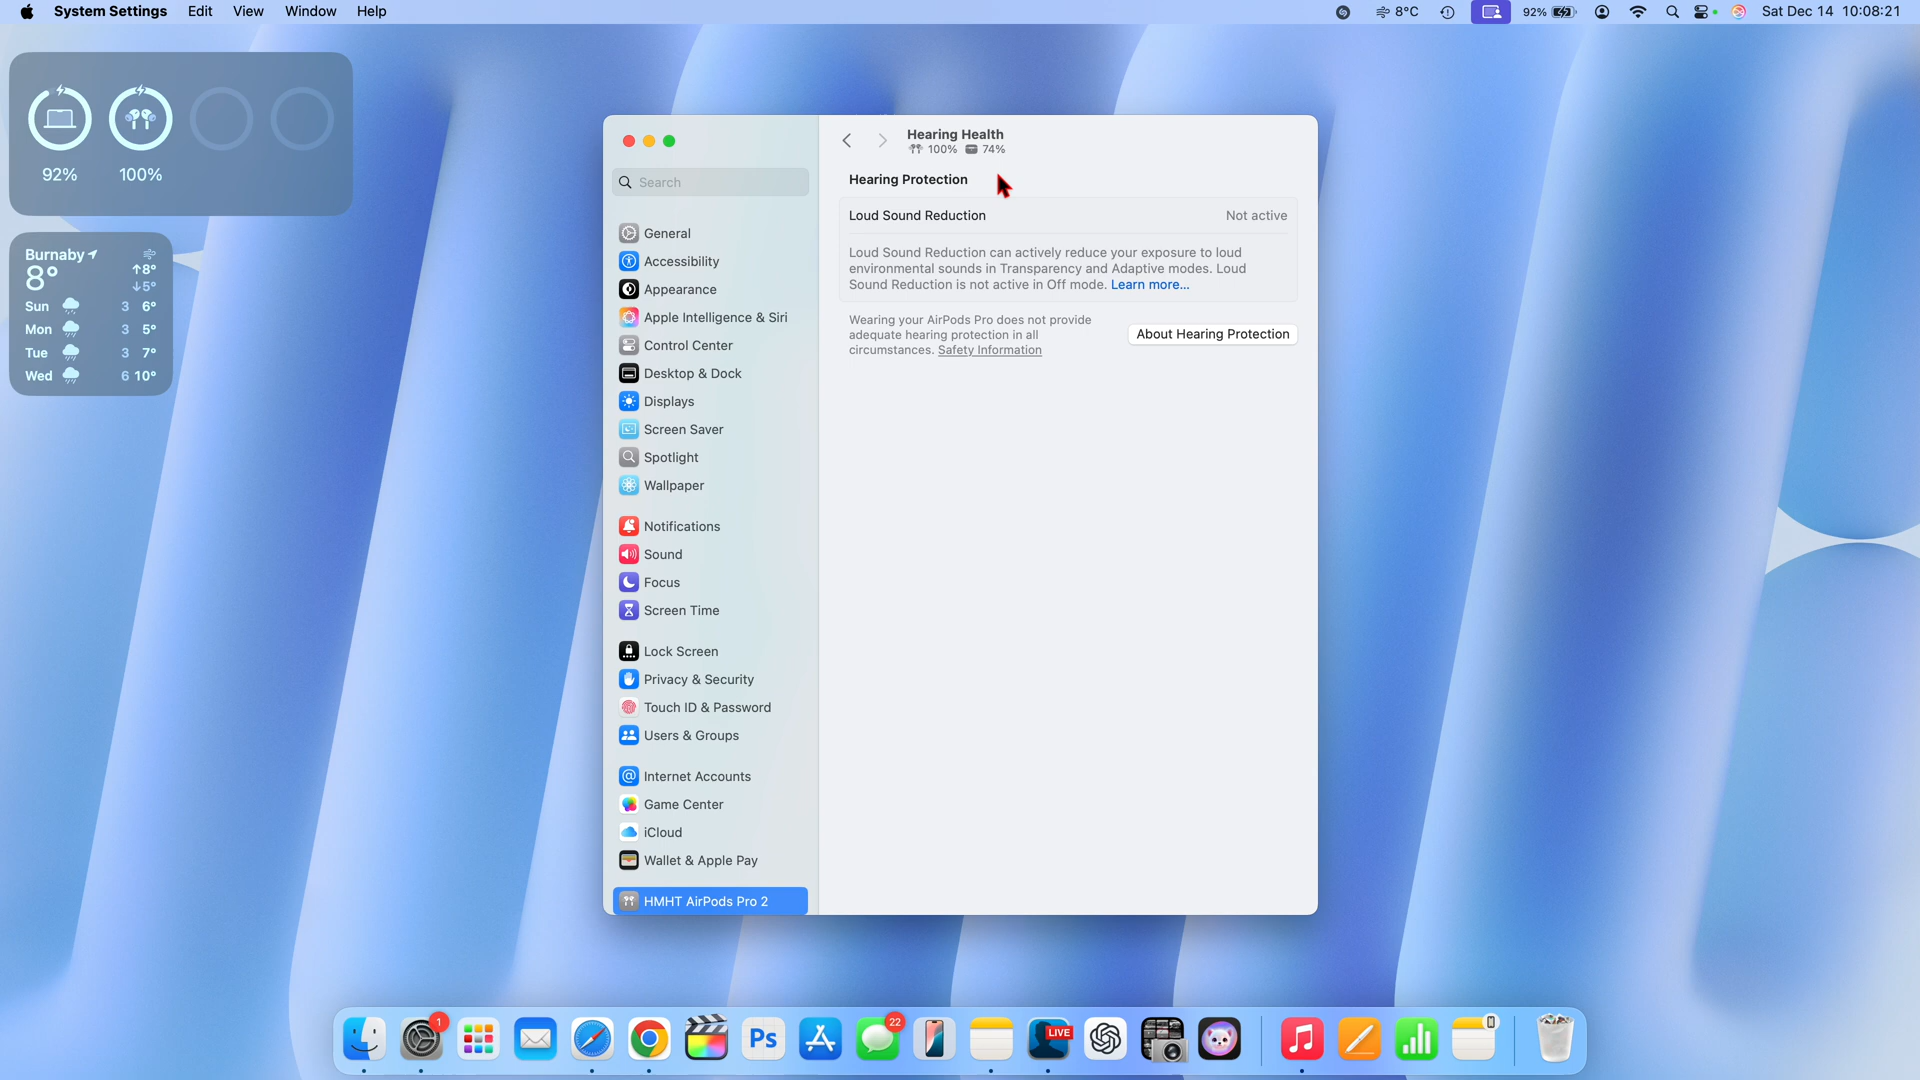 System Settings Edit View Window Help
8°C 92% Sat Dec 14 10:08:21
92% 100%
Burnaby
8° ↑8°
↓5°
Sun 3 6°
Mon 3 5°
Tue 3 7°
Wed 6 10°
Search
General
Accessibility
Appearance
Apple Intelligence & Siri
Control Center
Desktop & Dock
Displays
Screen Saver
Spotlight
Wallpaper
Notifications
Sound
Focus
Screen Time
Lock Screen
Privacy & Security
Touch ID & Password
Users & Groups
Internet Accounts
Game Center
iCloud
Wallet & Apple Pay
HMHT AirPods Pro 2
Hearing Health
100% 74%
Hearing Protection
Loud Sound Reduction Not active
Loud Sound Reduction can actively reduce your exposure to loud
environmental sounds in Transparency and Adaptive modes. Loud
Sound Reduction is not active in Off mode. Learn more...
Wearing your AirPods Pro does not provide
adequate hearing protection in all
circumstances. Safety Information
About Hearing Protection
1
Ps
22
LIVE